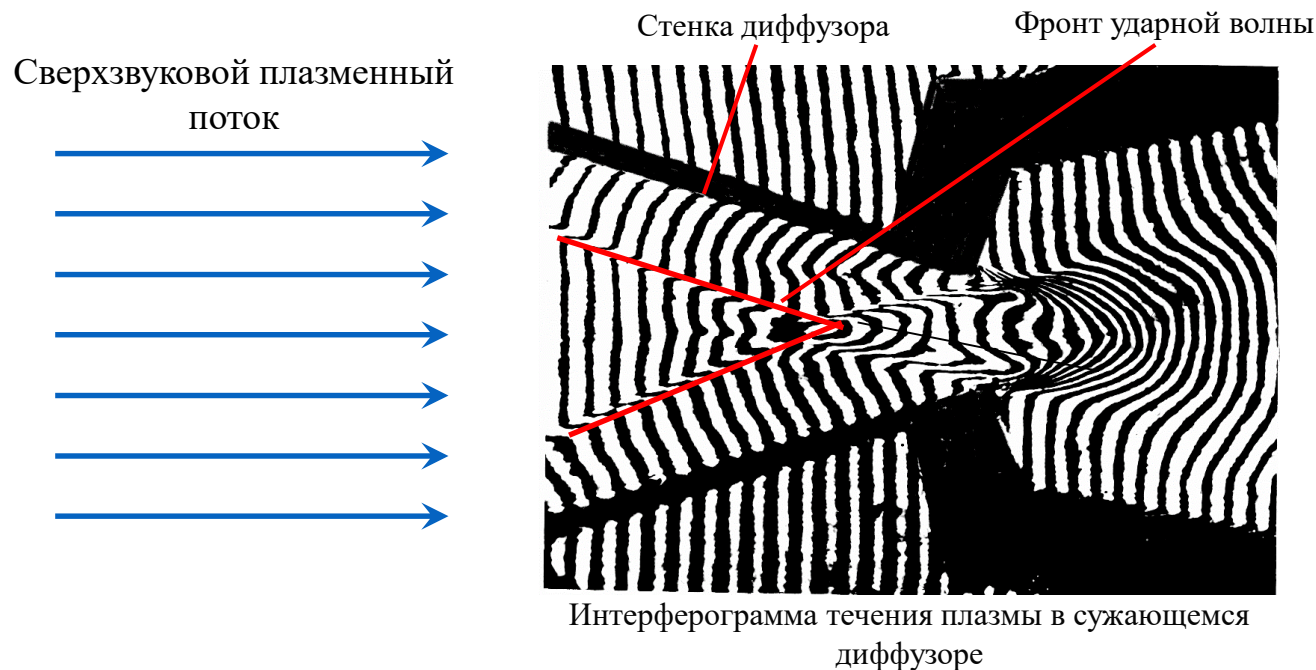 Стенка диффузора
Фронт ударной волны
Сверхзвуковой плазменный
поток
Интерферограмма течения плазмы в сужающемся
диффузоре